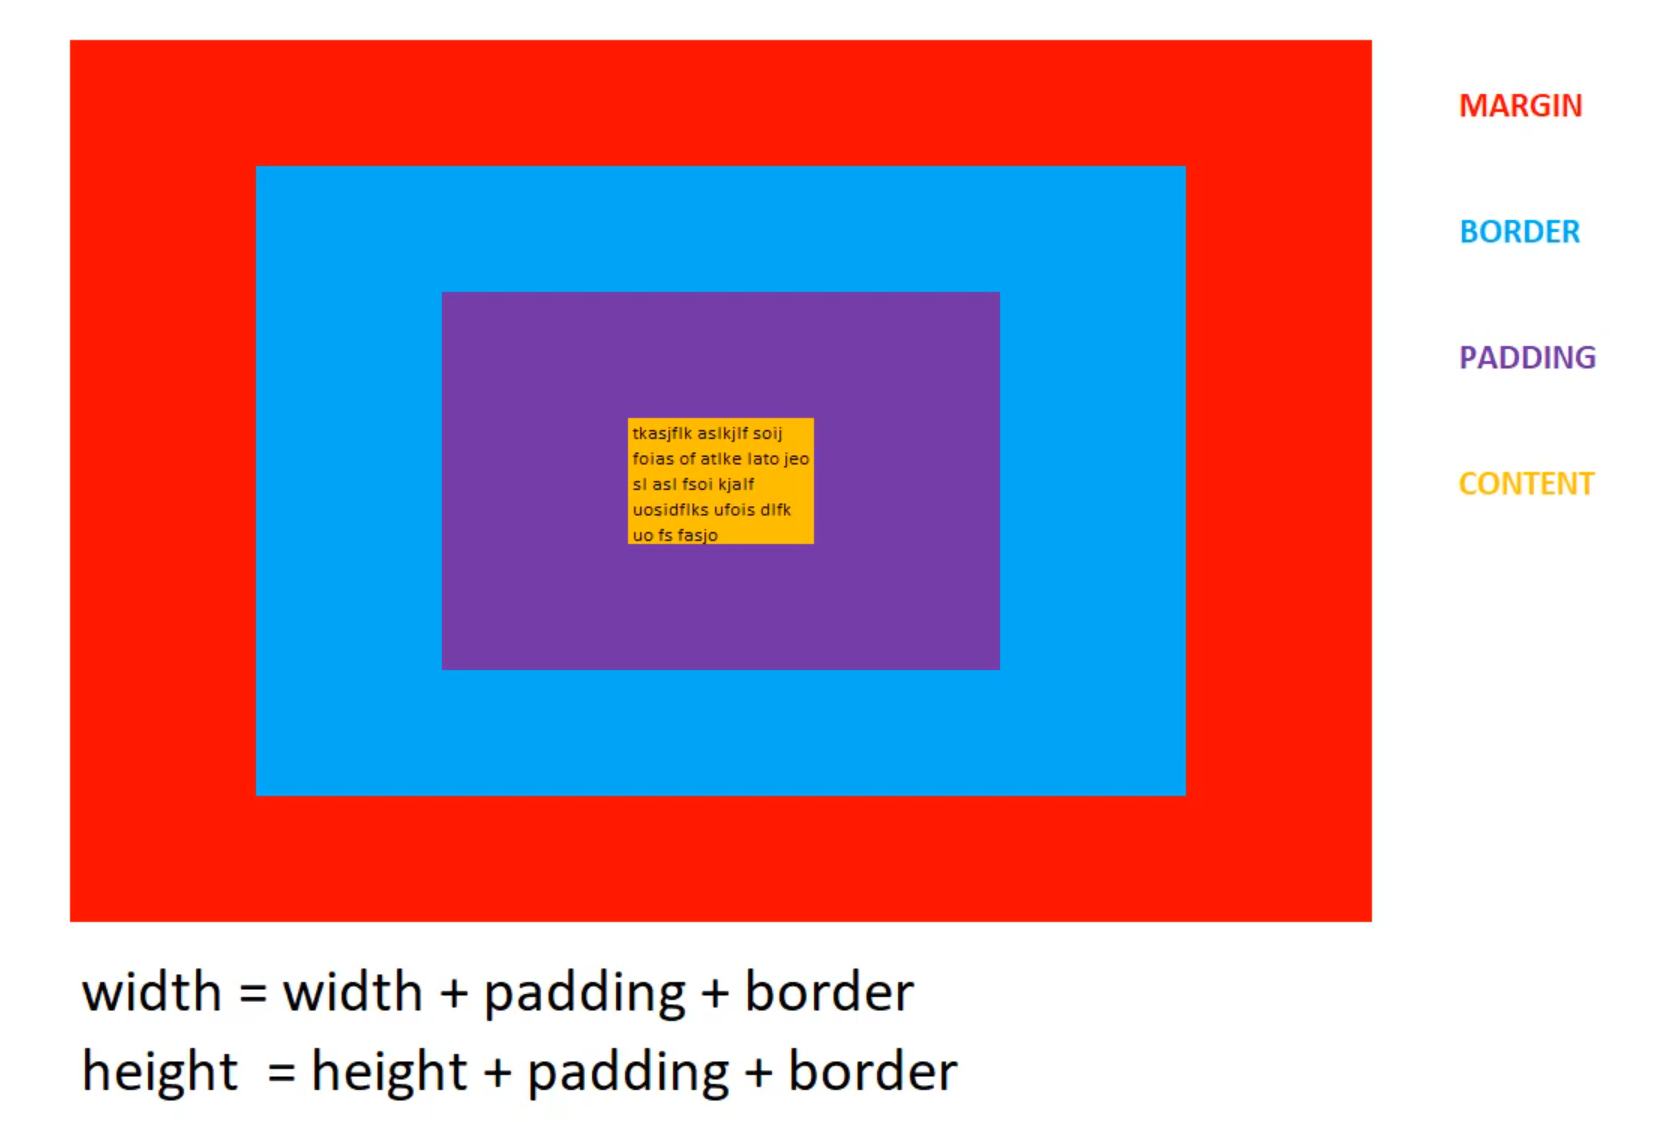 MARGIN
BORDER
PADDING
tkasjflk aslkjlf soij
foias of atlke lato jeo
sl asl fsoi kjalf
uosidflks ufois dlfk
uo fs fasjo
CONTENT
width = width + padding + border
height = height + padding + border